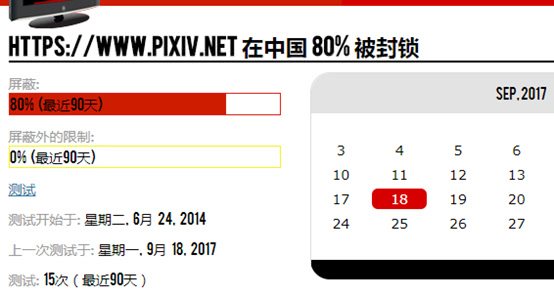 HTTPS://WWW.PIXIV.NET 在中国 80% 被封锁
屏蔽:
80% (最近90天)
屏蔽外的限制:
0% (最近90天)
测试
测试开始于: 星期二, 6月 24, 2014
上一次测试于: 星期一, 9月 18, 2017
测试: 15次（最近90天）
SEP, 2017
3 4 5 6
10 11 12 13
17 18 19 20
24 25 26 27